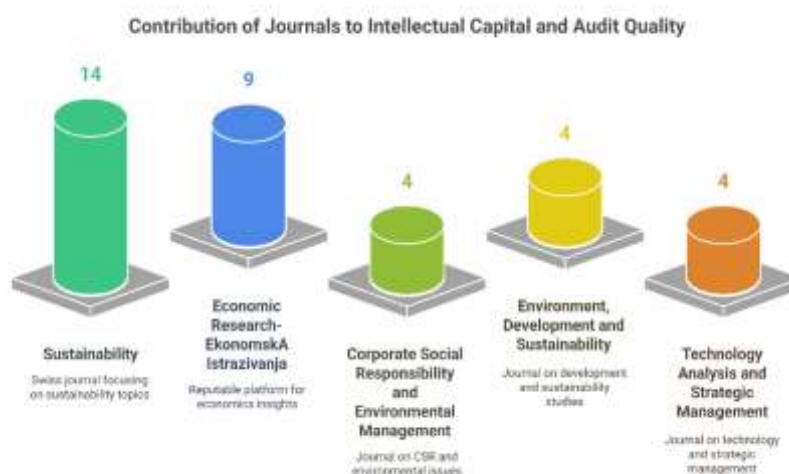 Contribution of Journals to Intellectual Capital and Audit Quality
14
Sustainability
Swiss journal focusing
on sustainability topics
9
Economic
Research-
EkonomskA
Istrazivanja
Reputable platform for
economics insights
4
Corporate Social
Responsibility
and
Environmental
Management
Journal on CSR and
environmental issues
4
Environment,
Development and
Sustainability
Journal on development
and sustainability
studies
4
Technology
Analysis and
Strategic
Management
Journal on technology
and strategic
management